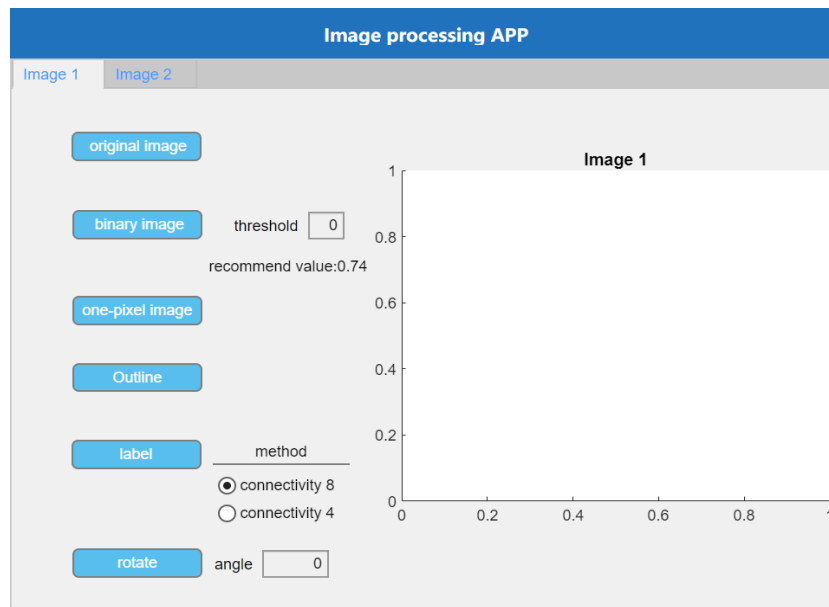 Image processing APP
Image 1
Image 2
original image
binary image
threshold
0
recommend value:0.74
one-pixel image
Outline
label
method
connectivity 8
connectivity 4
rotate
angle
0
Image 1
1
0.8
0.6
0.4
0.2
0
0
0.2
0.4
0.6
0.8
1